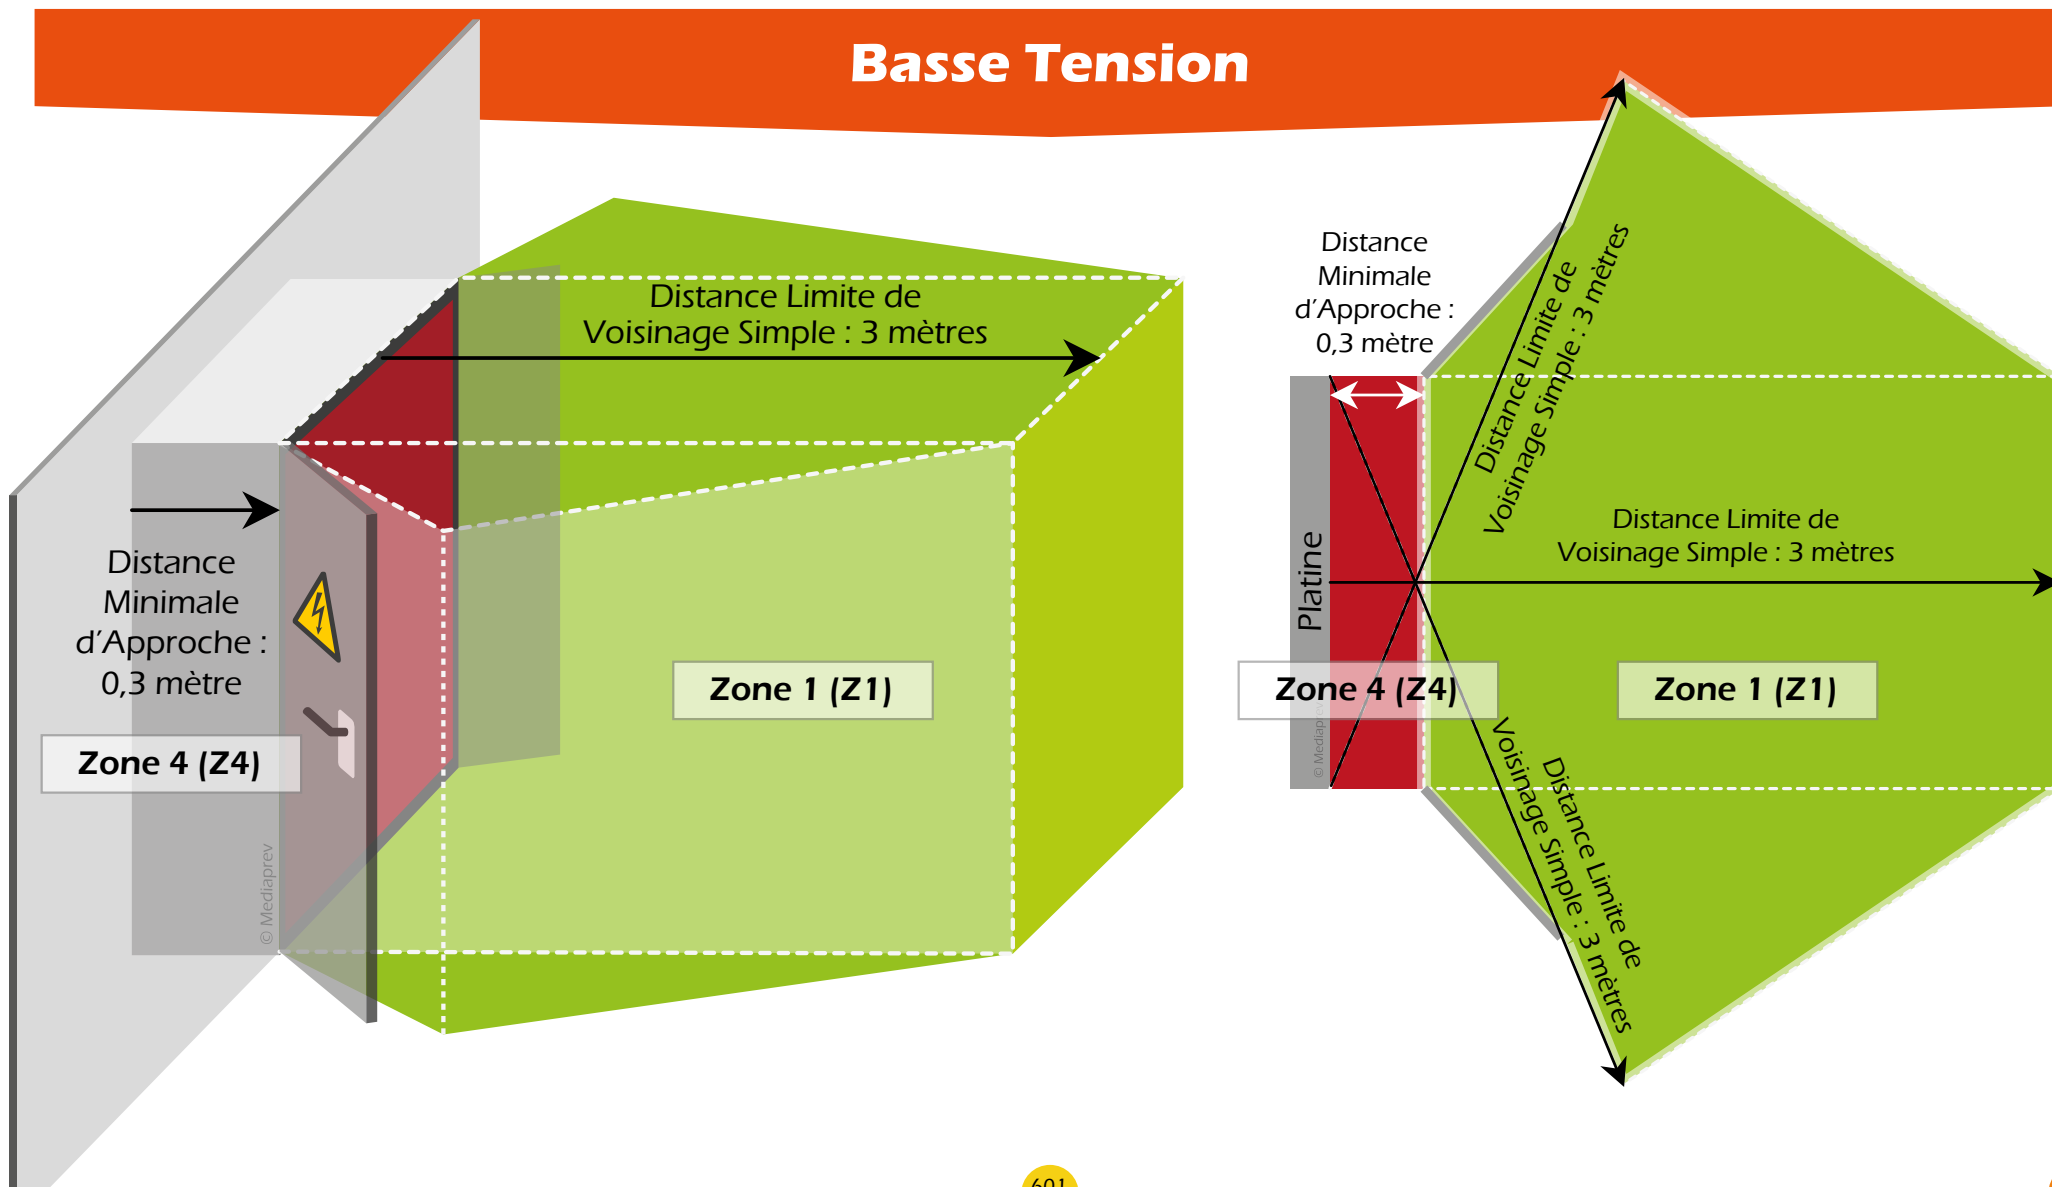 Basse Tension
Distance Limite de
Voisinage Simple : 3 mètres
Distance
Minimale
d'Approche :
0,3 mètre
Zone 4 (Z4)
Zone 1 (Z1)
© Mediaprev
Distance
Minimale
d'Approche :
0,3 mètre
Distance Limite de
Voisinage Simple : 3 mètres
Distance Limite de
Voisinage Simple : 3 mètres
Platine
Zone 4 (Z4)
Zone 1 (Z1)
© Mediaprev
Distance Limite de
Voisinage Simple : 3 mètres
601